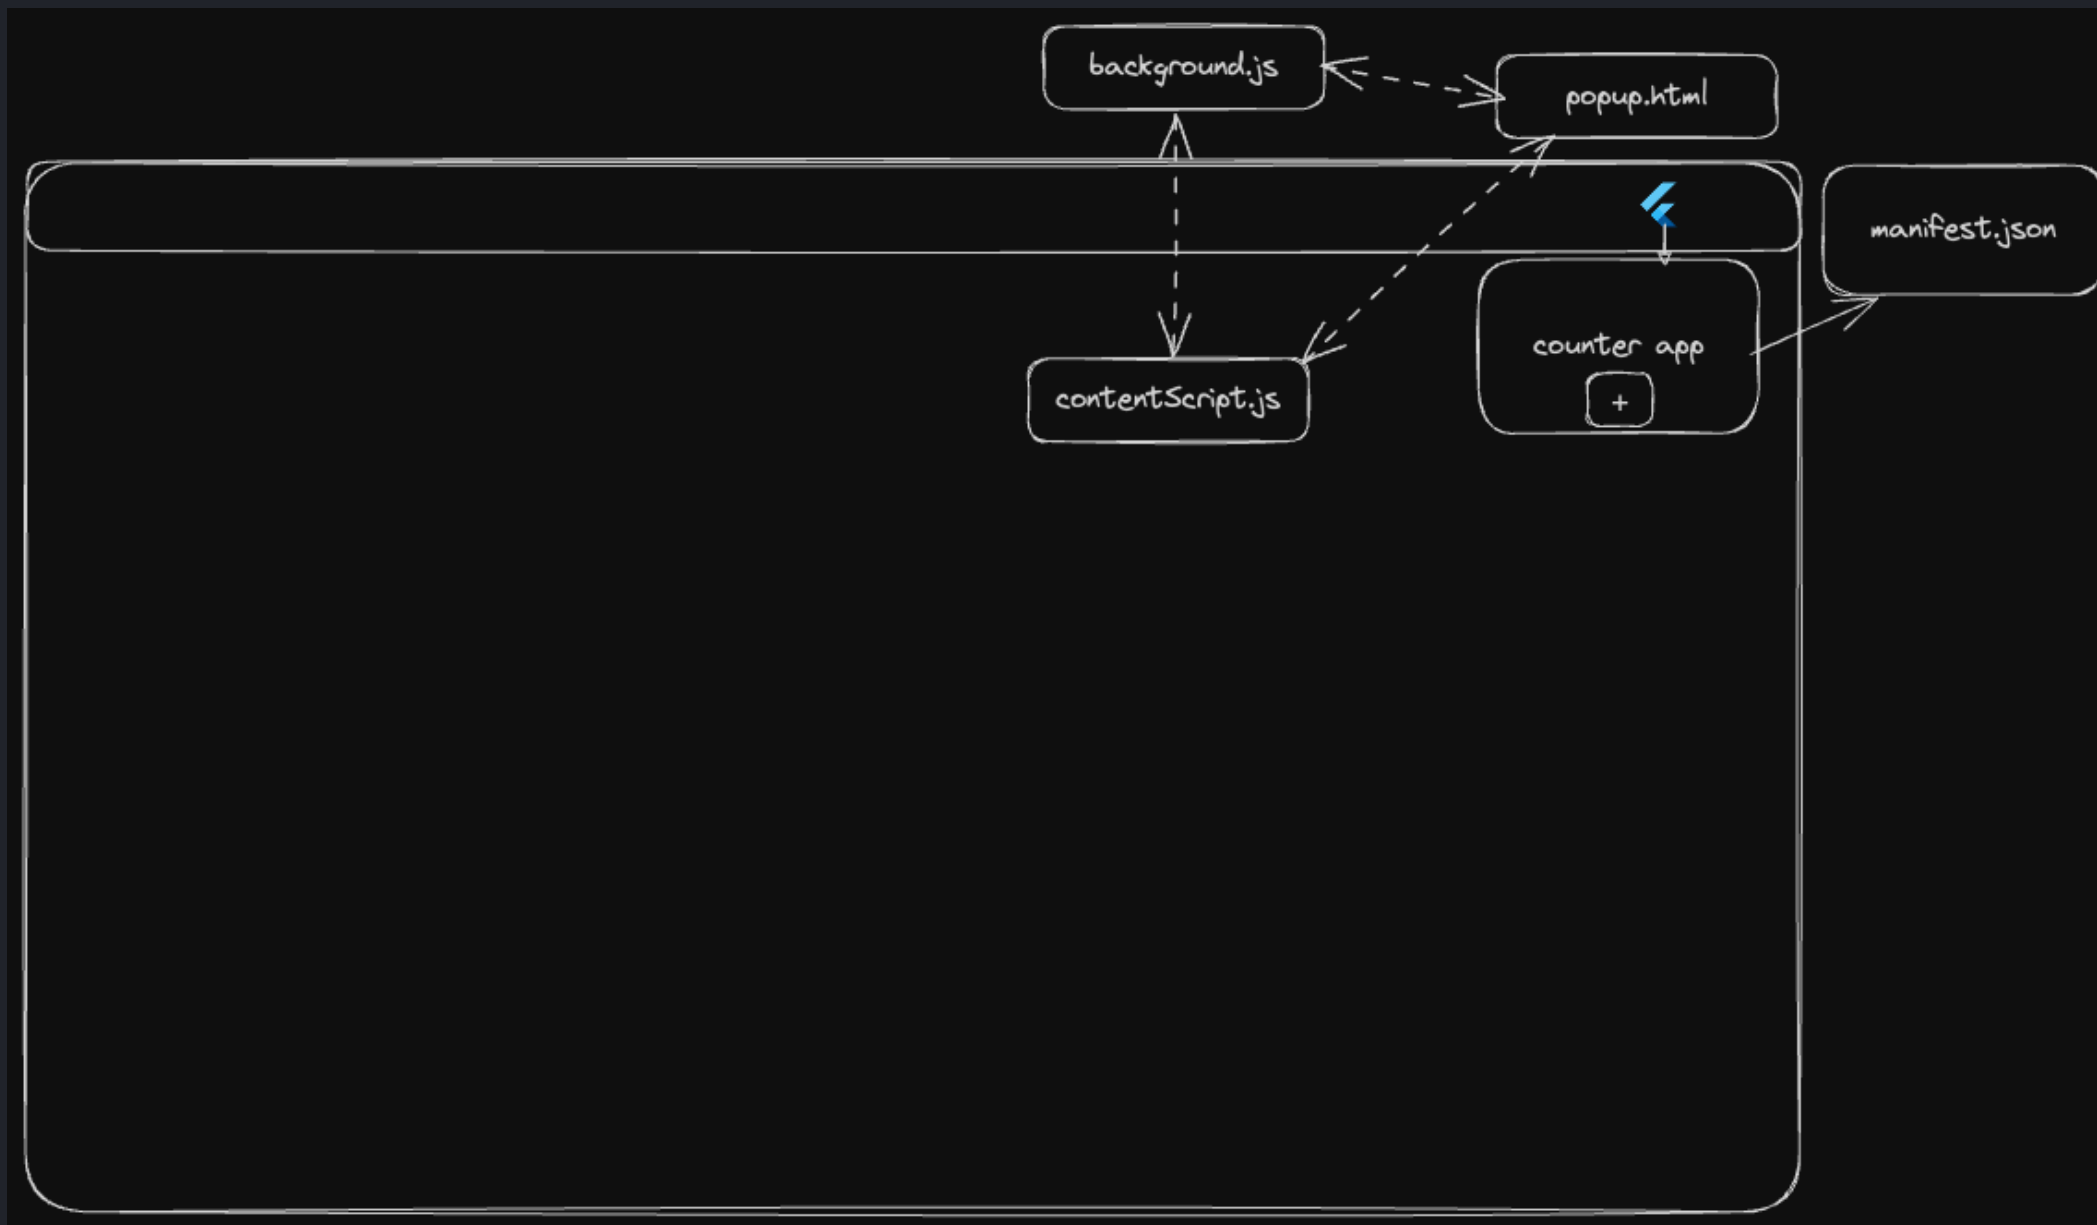 background.js
popup.html
manifest.json
counter app
+
contentScript.js